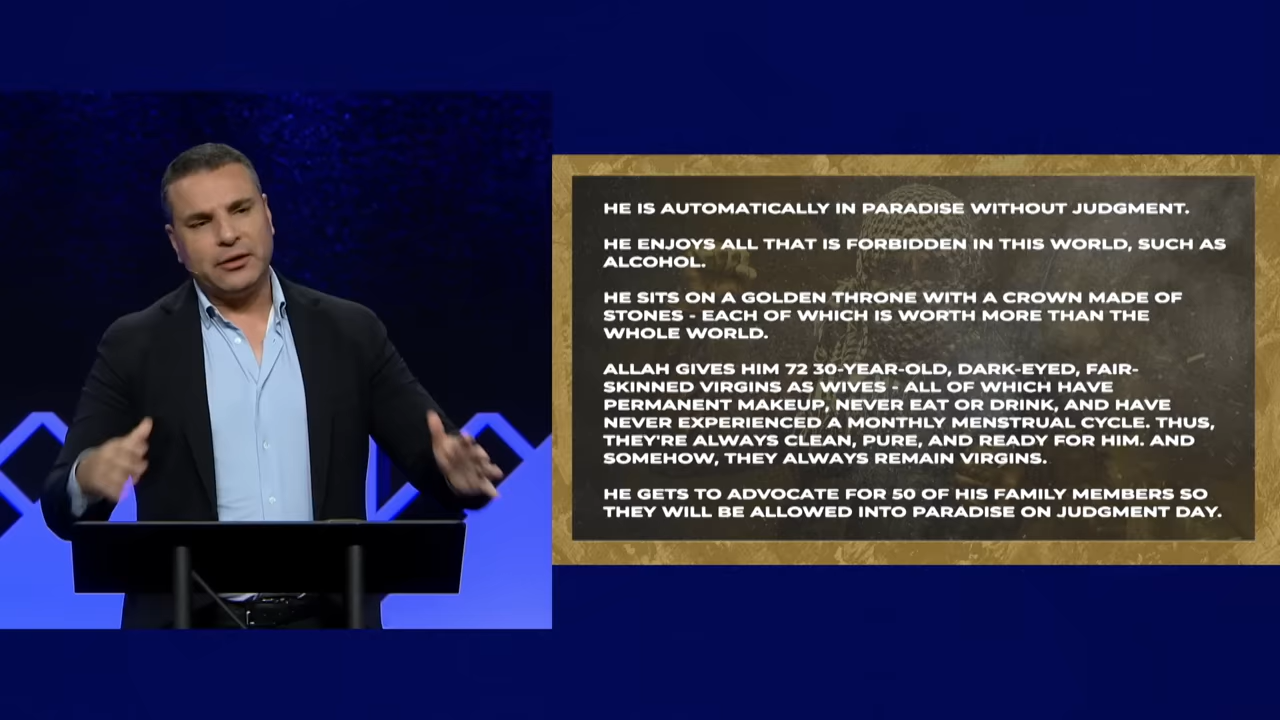 HE IS AUTOMATICALLY IN PARADISE WITHOUT JUDGMENT.
HE ENJOYS ALL THAT IS FORBIDDEN IN THIS WORLD, SUCH AS
ALCOHOL.
HE SITS ON A GOLDEN THRONE WITH A CROWN MADE OF
STONES - EACH OF WHICH IS WORTH MORE THAN THE
WHOLE WORLD.
ALLAH GIVES HIM 72 30-YEAR-OLD, DARK-EYED, FAIR-
SKINNED VIRGINS AS WIVES - ALL OF WHICH HAVE
PERMANENT MAKEUP, NEVER EAT OR DRINK, AND HAVE
NEVER EXPERIENCED A MONTHLY MENSTRUAL CYCLE. THUS,
THEY'RE ALWAYS CLEAN, PURE, AND READY FOR HIM. AND
SOMEHOW, THEY ALWAYS REMAIN VIRGINS.
HE GETS TO ADVOCATE FOR 50 OF HIS FAMILY MEMBERS SO
THEY WILL BE ALLOWED INTO PARADISE ON JUDGMENT DAY.